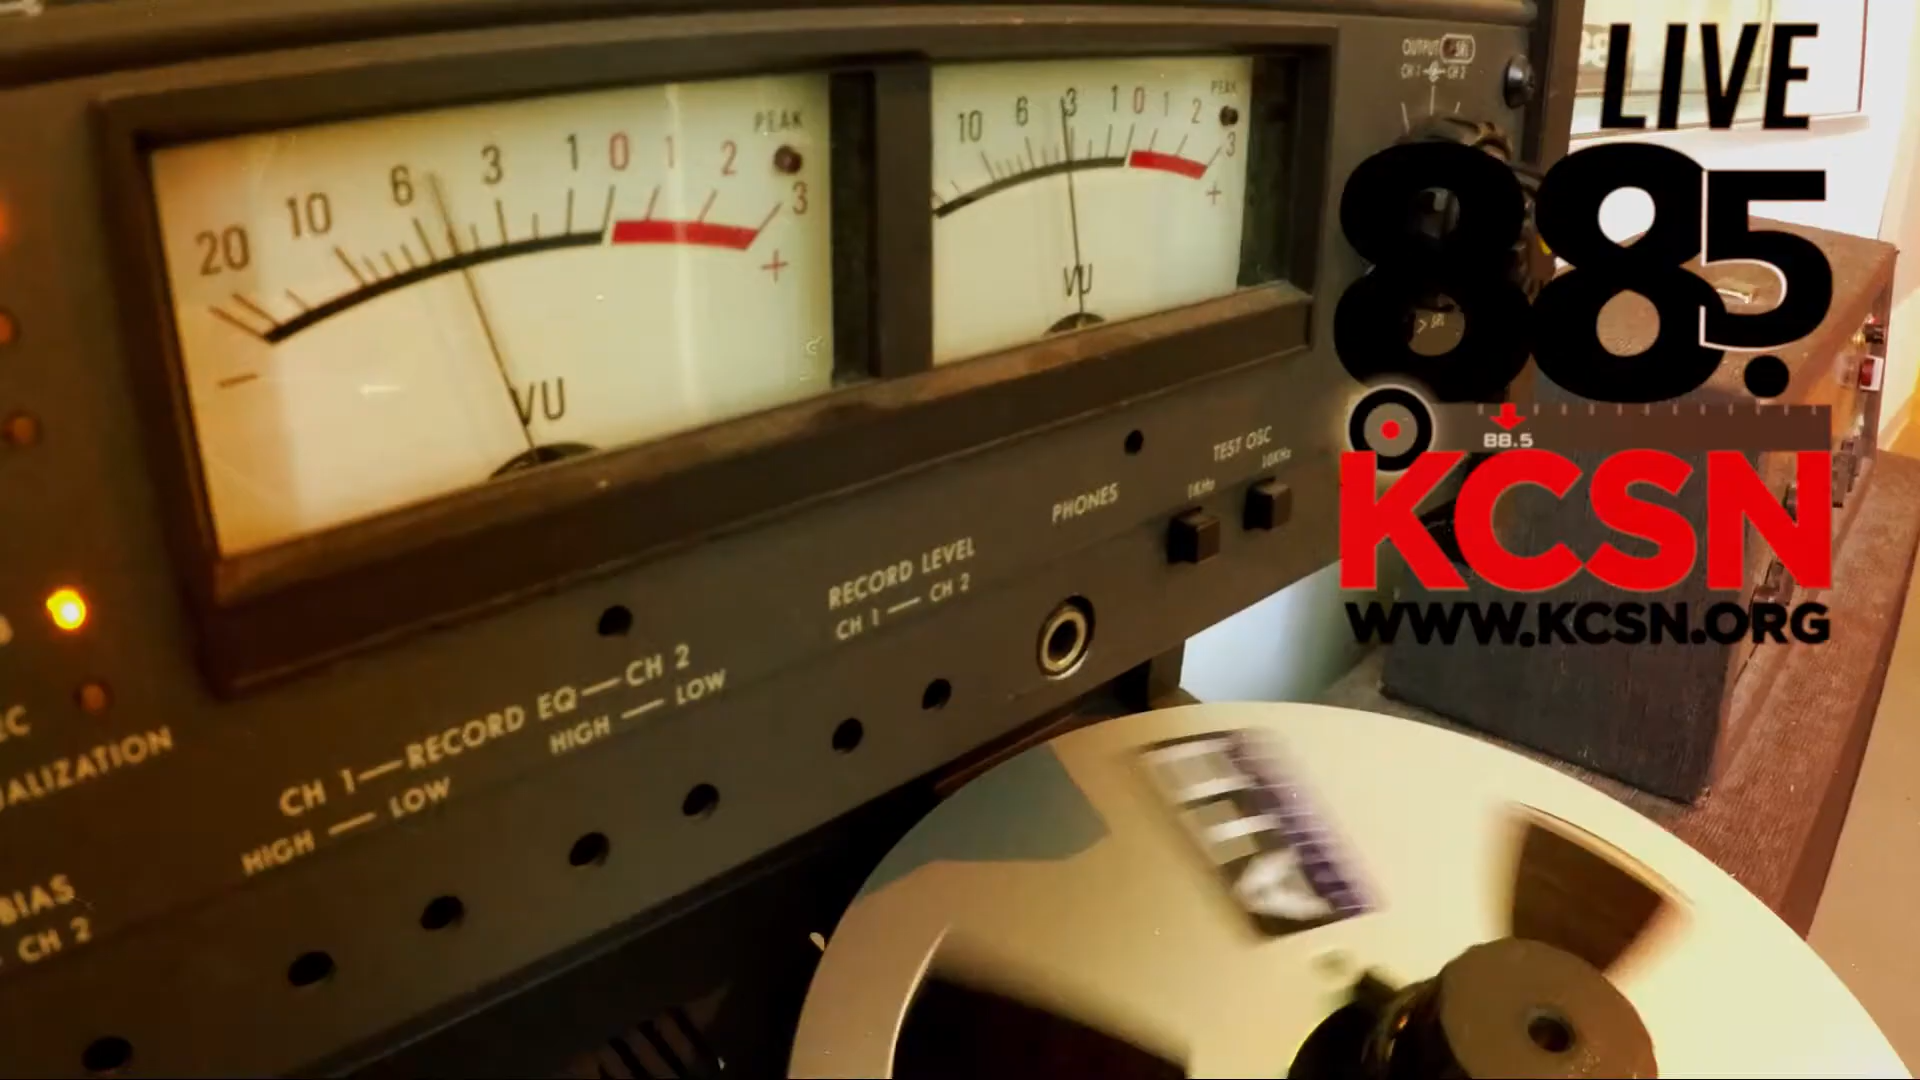 LIVE
88.5
88.5
KCSN
WWW.KCSN.ORG
OUTPUT SRL
CH 1 CH 2
20 10 6 3 1 0 1 2 3
PEAK
- +
VU
10 6 3 1 0 1 2 3
PEAK
+
VU
TEST OSC
1KHz 10KHz
PHONES
RECORD LEVEL
CH 1 — CH 2
CH 1 — RECORD EQ — CH 2
HIGH — LOW HIGH — LOW
BIAS
CH 2